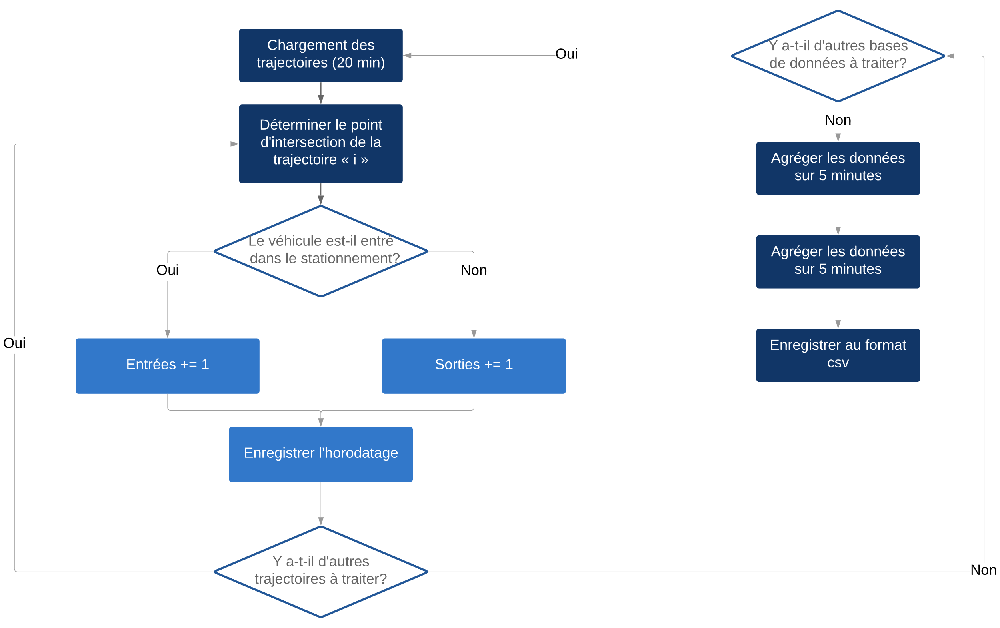 Chargement des
trajectoires (20 min)
Déterminer le point
d'intersection de la
trajectoire « i »
Le véhicule est-il entré
dans le stationnement?
Oui
Non
Oui
Entrées += 1
Sorties += 1
Enregistrer l'horodatage
Y a-t-il d'autres
trajectoires à traiter?
Non
Oui
Y a-t-il d'autres bases
de données à traiter?
Non
Agréger les données
sur 5 minutes
Agréger les données
sur 5 minutes
Enregistrer au format
csv